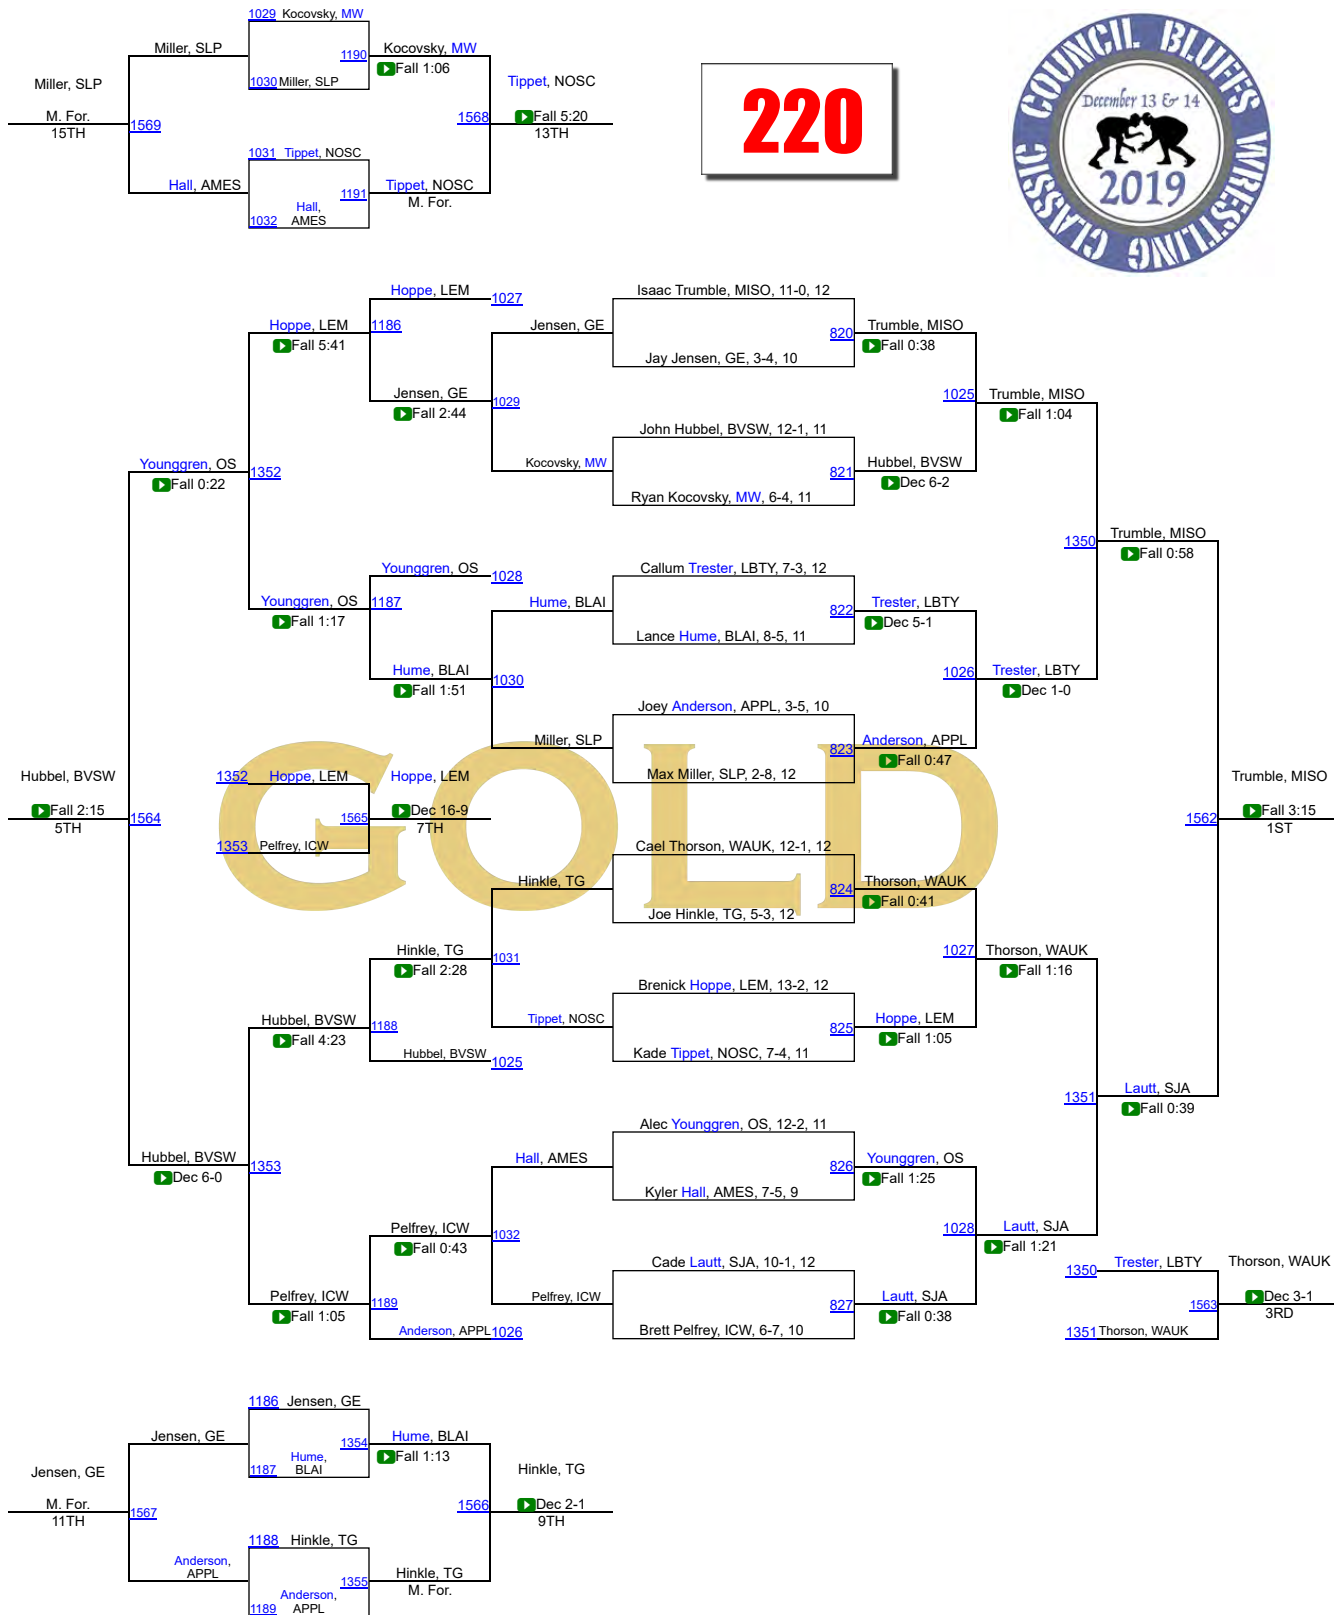 1029 Kocovsky, MW
Miller, SLP
1190
Kocovsky, MW
Fall 1:06
1030 Miller, SLP
Miller, SLP
M. For.
15TH
1569
Tippet, NOSC
1568
Fall 5:20
13TH
1031 Tippet, NOSC
Hall, AMES
1191
Tippet, NOSC
M. For.
Hall,
1032 AMES
220
COUNCIL BLUFFS WRESTLING CLASSIC
December 13 & 14
2019
Hoppe, LEM
1027
Isaac Trumble, MISO, 11-0, 12
Hoppe, LEM
1186
Jensen, GE
820
Trumble, MISO
Fall 5:41
Fall 0:38
Jay Jensen, GE, 3-4, 10
Jensen, GE
1029
1025
Trumble, MISO
Fall 2:44
Fall 1:04
John Hubbel, BVSW, 12-1, 11
Younggren, OS
1352
Kocovsky, MW
821
Hubbel, BVSW
Fall 0:22
Dec 6-2
Ryan Kocovsky, MW, 6-4, 11
1350
Trumble, MISO
Fall 0:58
Younggren, OS
1028
Callum Trester, LBTY, 7-3, 12
Younggren, OS
1187
Hume, BLAI
822
Trester, LBTY
Fall 1:17
Dec 5-1
Lance Hume, BLAI, 8-5, 11
Hume, BLAI
1030
1026
Trester, LBTY
Fall 1:51
Dec 1-0
Joey Anderson, APPL, 3-5, 10
Miller, SLP
823
Anderson, APPL
Fall 0:47
Max Miller, SLP, 2-8, 12
GOLD
Hubbel, BVSW
Fall 2:15
5TH
1564
1352 Hoppe, LEM
Hoppe, LEM
1565
Dec 16-9
7TH
1353 Pelfrey, ICW
1562
Trumble, MISO
Fall 3:15
1ST
Cael Thorson, WAUK, 12-1, 12
Hinkle, TG
824
Thorson, WAUK
Fall 0:41
Joe Hinkle, TG, 5-3, 12
Hinkle, TG
1031
1027
Thorson, WAUK
Fall 2:28
Fall 1:16
Brenick Hoppe, LEM, 13-2, 12
Hubbel, BVSW
1188
Tippet, NOSC
825
Hoppe, LEM
Fall 4:23
Fall 1:05
Hubbel, BVSW
1025
Kade Tippet, NOSC, 7-4, 11
1351
Lautt, SJA
Fall 0:39
Alec Younggren, OS, 12-2, 11
Hubbel, BVSW
1353
Hall, AMES
826
Younggren, OS
Dec 6-0
Fall 1:25
Kyler Hall, AMES, 7-5, 9
Pelfrey, ICW
1032
1028
Lautt, SJA
Fall 0:43
Fall 1:21
Cade Lautt, SJA, 10-1, 12
Pelfrey, ICW
1189
Pelfrey, ICW
827
Lautt, SJA
Fall 1:05
Fall 0:38
Anderson, APPL
1026
Brett Pelfrey, ICW, 6-7, 10
1350 Trester, LBTY
Thorson, WAUK
1563
Dec 3-1
3RD
1351 Thorson, WAUK
1186 Jensen, GE
Jensen, GE
1354
Hume, BLAI
Fall 1:13
Hume,
1187 BLAI
Jensen, GE
M. For.
11TH
1567
Hinkle, TG
1566
Dec 2-1
9TH
1188 Hinkle, TG
Anderson,
APPL
1355
Hinkle, TG
M. For.
Anderson,
1189 APPL